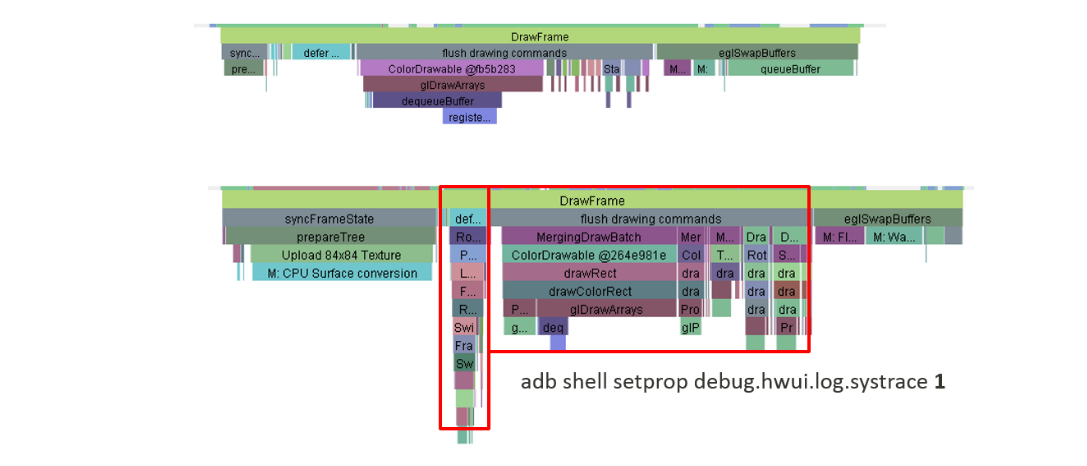 DrawFrame
sync... defer ... flush drawing commands eglSwapBuffers
pre... ColorDrawable @fb5b283 Sta M... M: queueBuffer
glDrawArrays
dequeueBuffer
registe...
DrawFrame
syncFrameState def... flush drawing commands eglSwapBuffers
prepareTree Ro... MergingDrawBatch Mer M... Dra D... M: Fl... M: Wa...
Upload 84x84 Texture P... ColorDrawable @264e981e Col T... Rot S...
M: CPU Surface conversion L... drawRect dra dra dra dra
F... drawColorRect dra dra dra
R... P... glDrawArrays Pro dra dra
Swi g... deq glP Pr
Fra
Sw
adb shell setprop debug.hwui.log.systrace 1